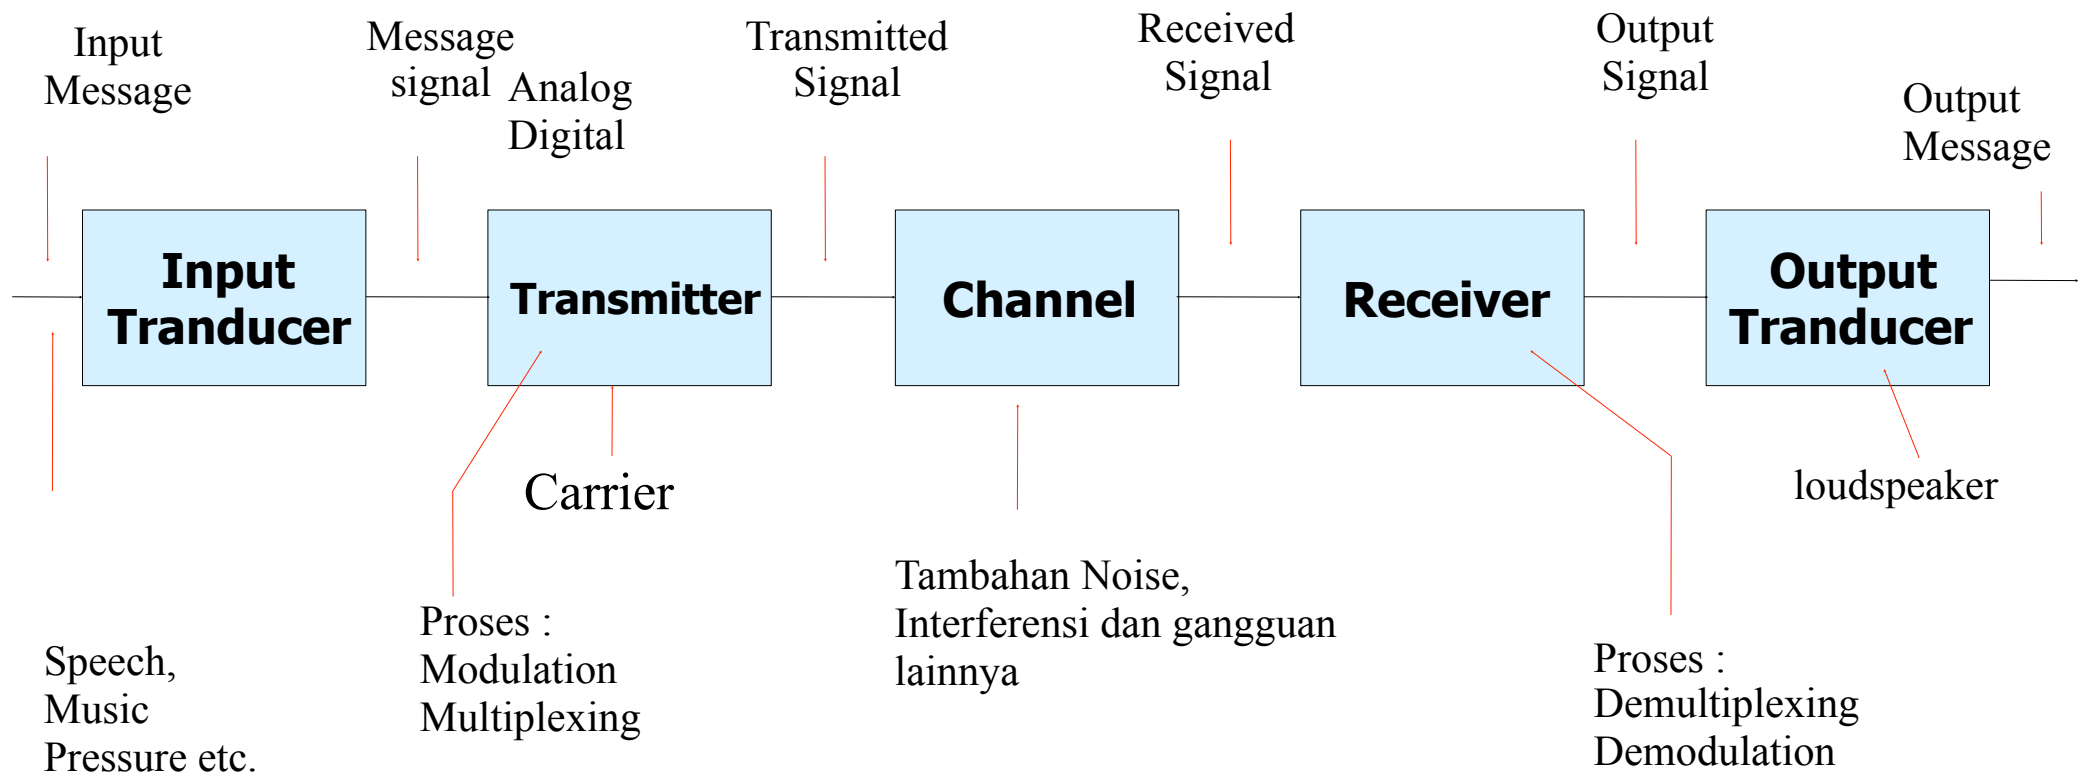 Input
Message
Message
signal
Analog
Digital
Transmitted
Signal
Received
Signal
Output
Signal
Output
Message
Input
Tranducer
Transmitter
Channel
Receiver
Output
Tranducer
Carrier
loudspeaker
Speech,
Music
Pressure etc.
Proses :
Modulation
Multiplexing
Tambahan Noise,
Interferensi dan gangguan
lainnya
Proses :
Demultiplexing
Demodulation